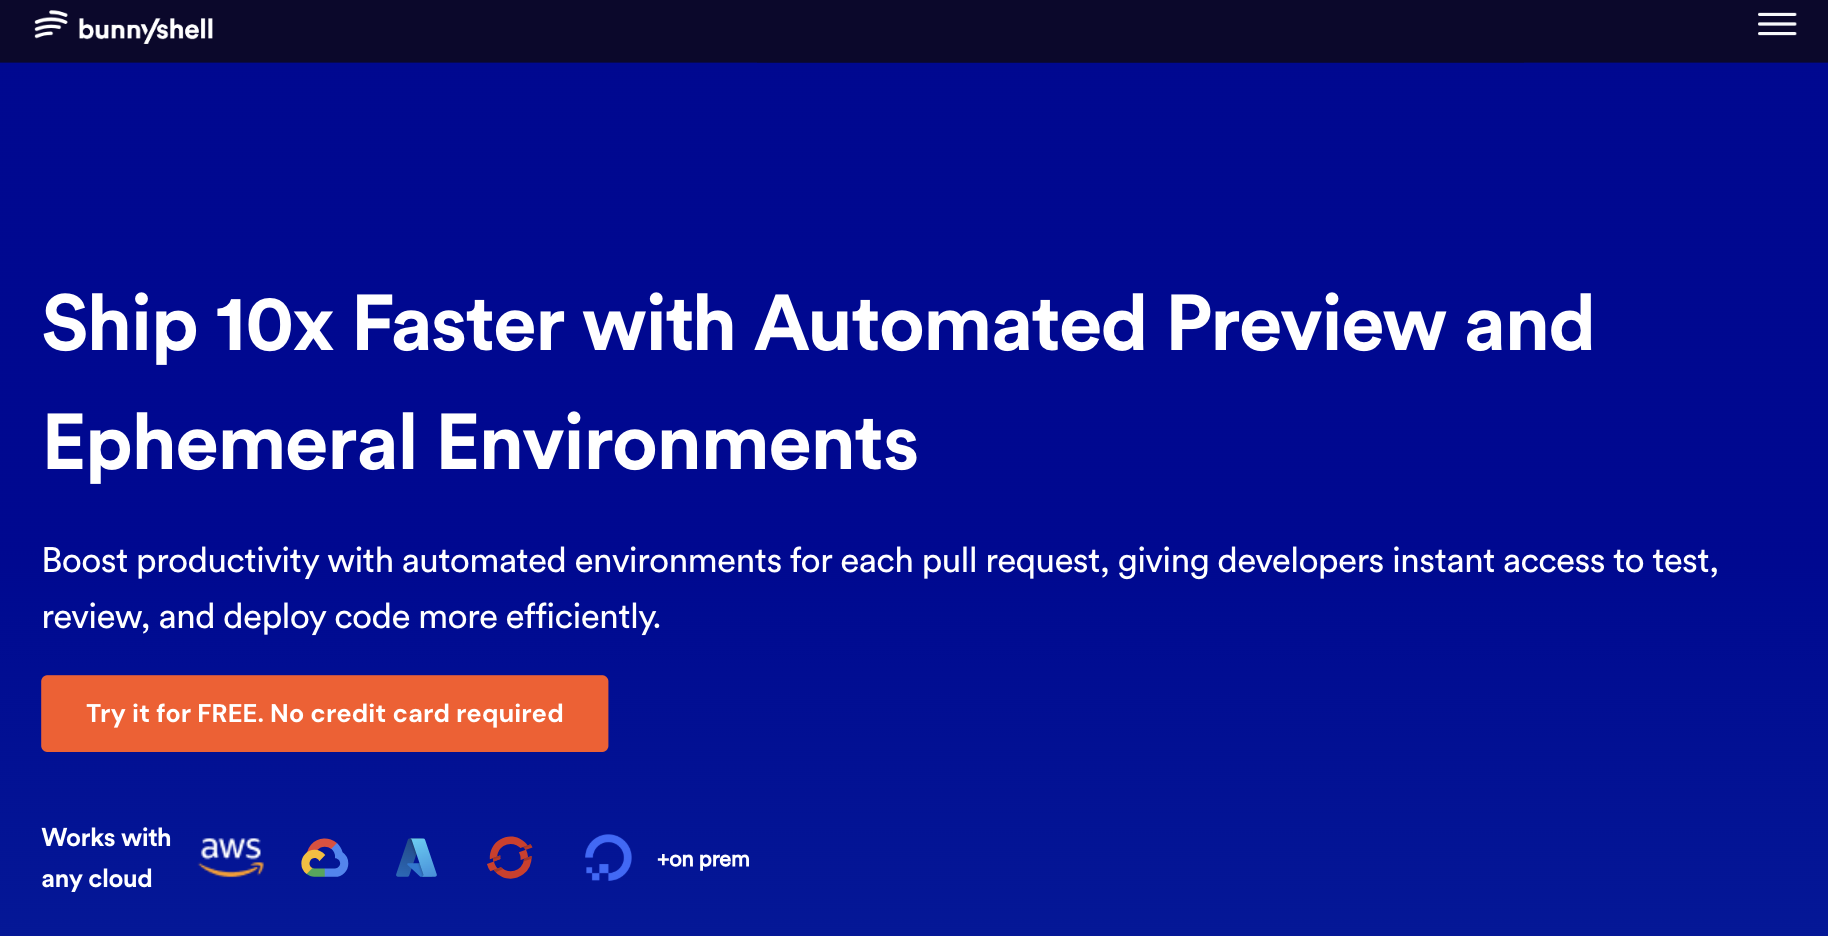 bunnyshell
Ship 10x Faster with Automated Preview and
Ephemeral Environments
Boost productivity with automated environments for each pull request, giving developers instant access to test,
review, and deploy code more efficiently.
Try it for FREE. No credit card required
Works with
any cloud
aws
+on prem